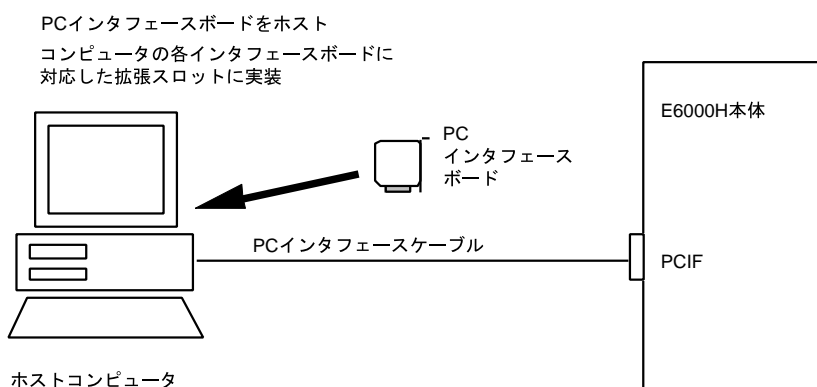 PCインタフェースボードをホスト
コンピュータの各インタフェースボードに
対応した拡張スロットに実装
E6000H本体
PC
インタフェース
ボード
PCインタフェースケーブル
PCIF
ホストコンピュータ